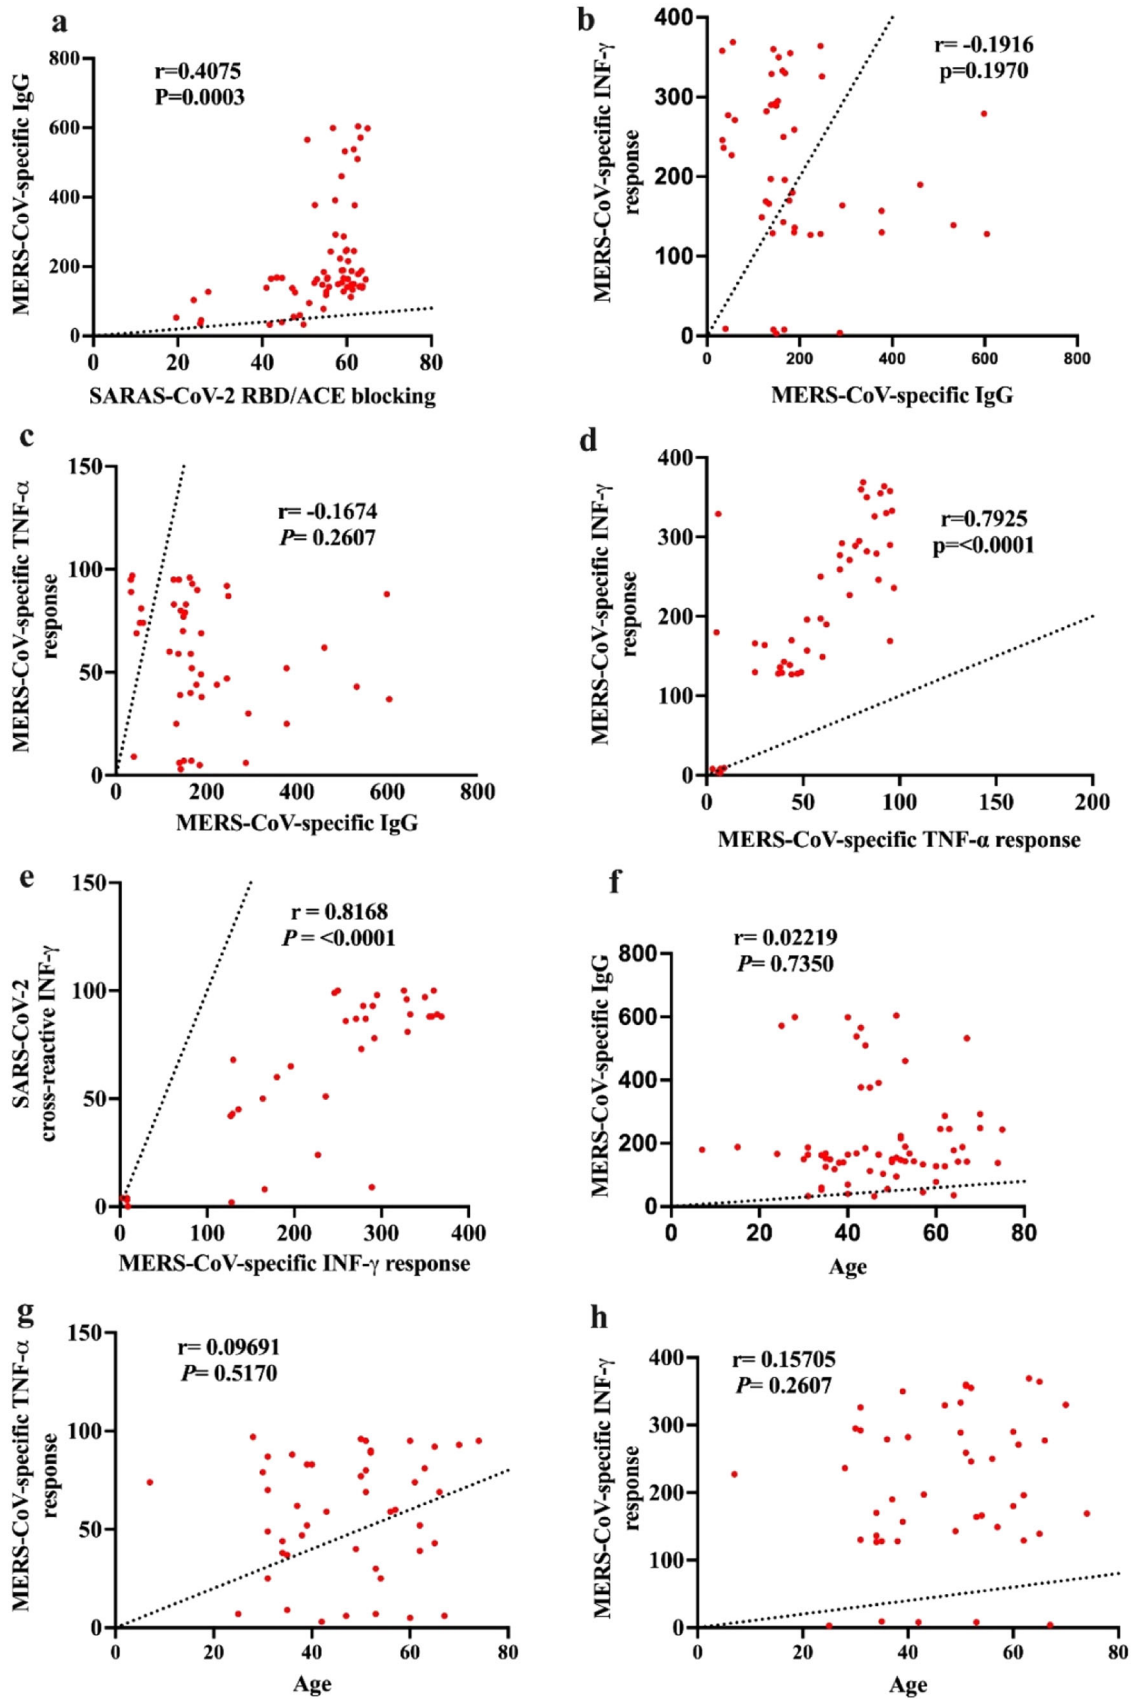 a
800
600
400
200
0
0 20 40 60 80
MERS-CoV-specific IgG
SARAS-CoV-2 RBD/ACE blocking
r=0.4075
P=0.0003
b
400
300
200
100
0
0 200 400 600 800
MERS-CoV-specific INF-γ
response
MERS-CoV-specific IgG
r= -0.1916
p=0.1970
c
150
100
50
0
0 200 400 600 800
MERS-CoV-specific TNF-α
response
MERS-CoV-specific IgG
r= -0.1674
P= 0.2607
d
400
300
200
100
0
0 50 100 150 200
MERS-CoV-specific INF-γ
response
MERS-CoV-specific TNF-α response
r=0.7925
p=<0.0001
e
150
100
50
0
0 100 200 300 400
SARS-CoV-2
cross-reactive INF-γ
MERS-CoV-specific INF-γ response
r = 0.8168
P = <0.0001
f
800
600
400
200
0
0 20 40 60 80
MERS-CoV-specific IgG
Age
r= 0.02219
P= 0.7350
g
150
100
50
0
0 20 40 60 80
MERS-CoV-specific TNF-α
response
Age
r= 0.09691
P= 0.5170
h
400
300
200
100
0
0 20 40 60 80
MERS-CoV-specific INF-γ
response
Age
r= 0.15705
P= 0.2607